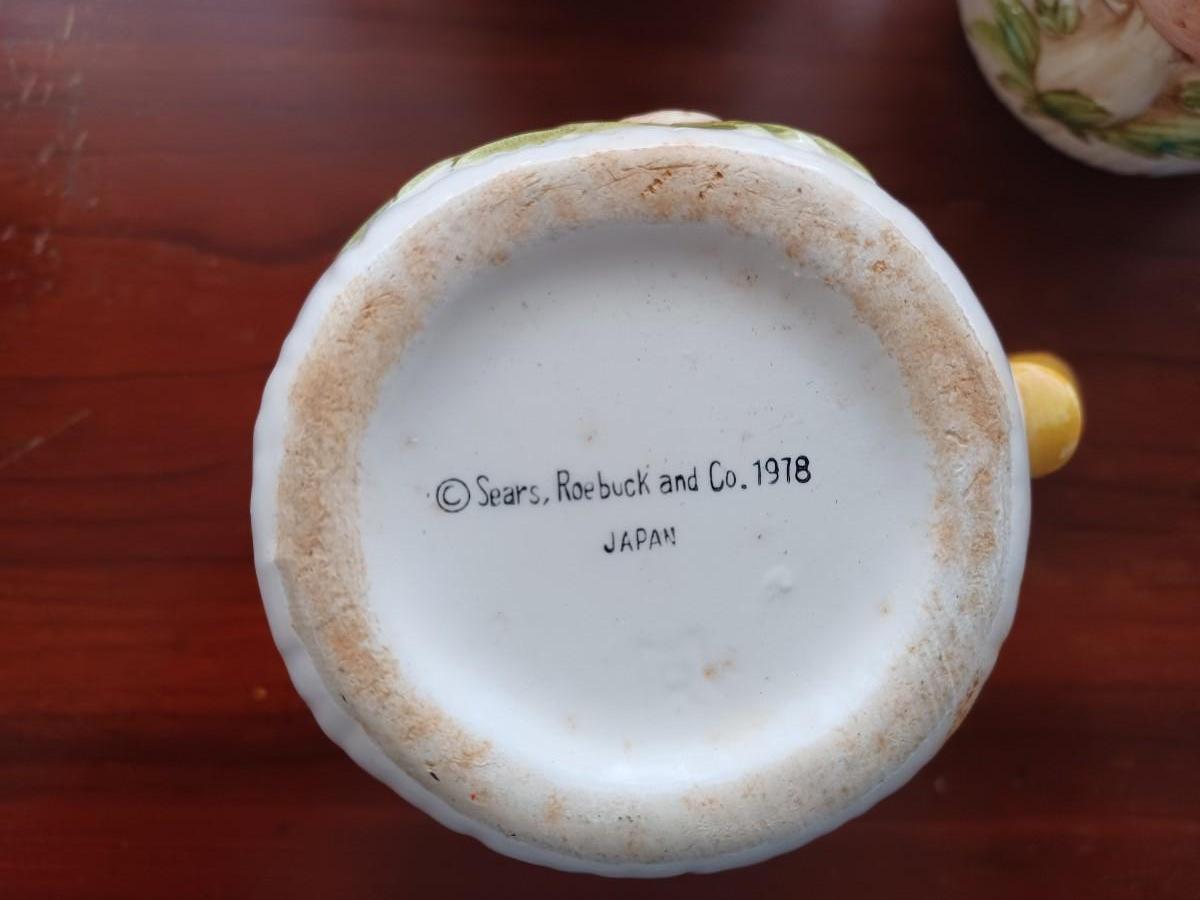 © Sears, Roebuck and Co. 1978
JAPAN